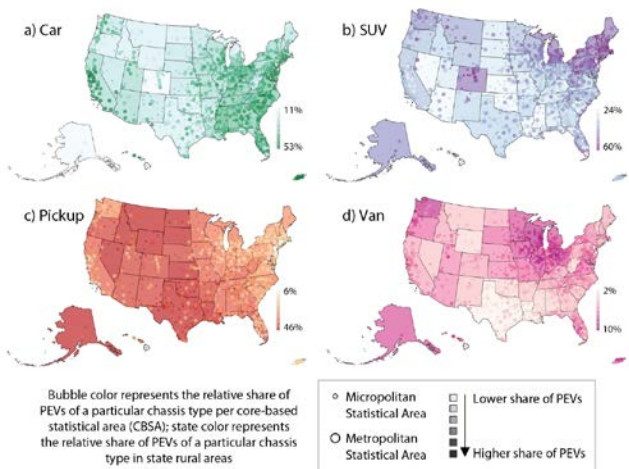 a) Car
11%
53%
b) SUV
24%
60%
c) Pickup
6%
46%
d) Van
2%
10%
Bubble color represents the relative share of
PEVs of a particular chassis type per core-based
statistical area (CBSA); state color represents
the relative share of PEVs of a particular chassis
type in state rural areas
Micropolitan
Statistical Area
Metropolitan
Statistical Area
Lower share of PEVs
Higher share of PEVs